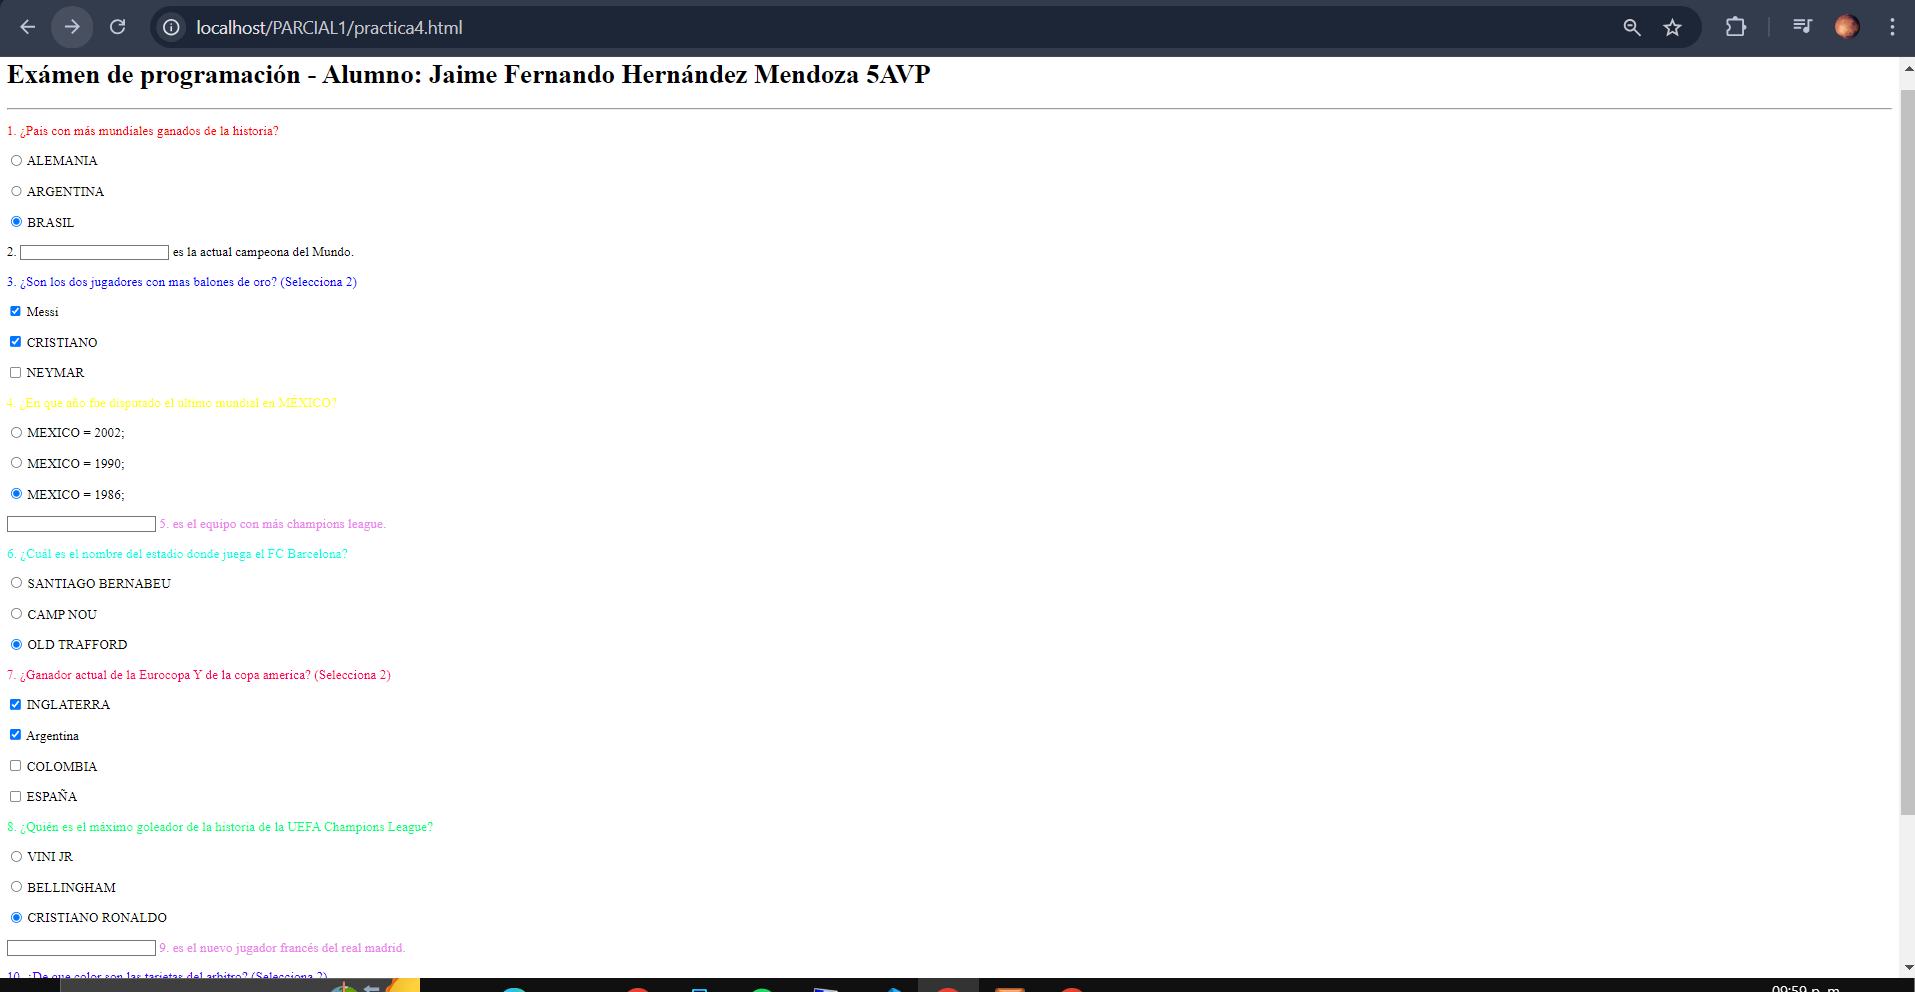 localhost/PARCIAL1/practica4.html
Exámen de programación - Alumno: Jaime Fernando Hernández Mendoza 5AVP
1. ¿Pais con más mundiales ganados de la historia?
ALEMANIA
ARGENTINA
BRASIL
2. es la actual campeona del Mundo.
3. ¿Son los dos jugadores con mas balones de oro? (Selecciona 2)
Messi
CRISTIANO
NEYMAR
4. ¿En que año fue disputado el ultimo mundial en MÉXICO?
MEXICO = 2002;
MEXICO = 1990;
MEXICO = 1986;
5. es el equipo con más champions league.
6. ¿Cuál es el nombre del estadio donde juega el FC Barcelona?
SANTIAGO BERNABEU
CAMP NOU
OLD TRAFFORD
7. ¿Ganador actual de la Eurocopa Y de la copa america? (Selecciona 2)
INGLATERRA
Argentina
COLOMBIA
ESPAÑA
8. ¿Quién es el máximo goleador de la historia de la UEFA Champions League?
VINI JR
BELLINGHAM
CRISTIANO RONALDO
9. es el nuevo jugador francés del real madrid.
10. ¿De que color son las tarjetas del arbitro? (Selecciona 2)
09:59 p. m.